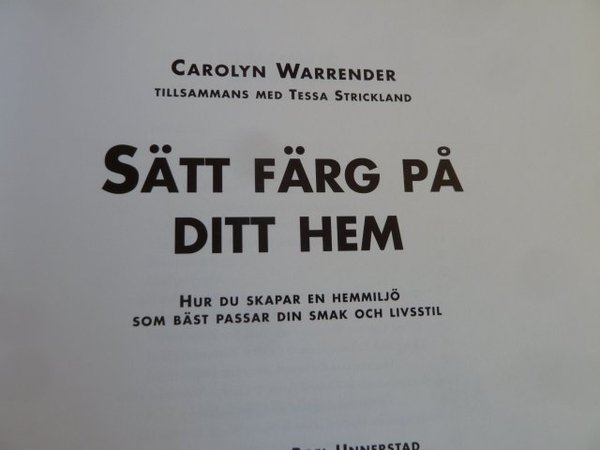 CAROLYN WARRENDER
TILLSAMMANS MED TESSA STRICKLAND
SÄTT FÄRG PÅ
DITT HEM
HUR DU SKAPAR EN HEMMILJÖ
SOM BÄST PASSAR DIN SMAK OCH LIVSSTIL
UNNERSTAD